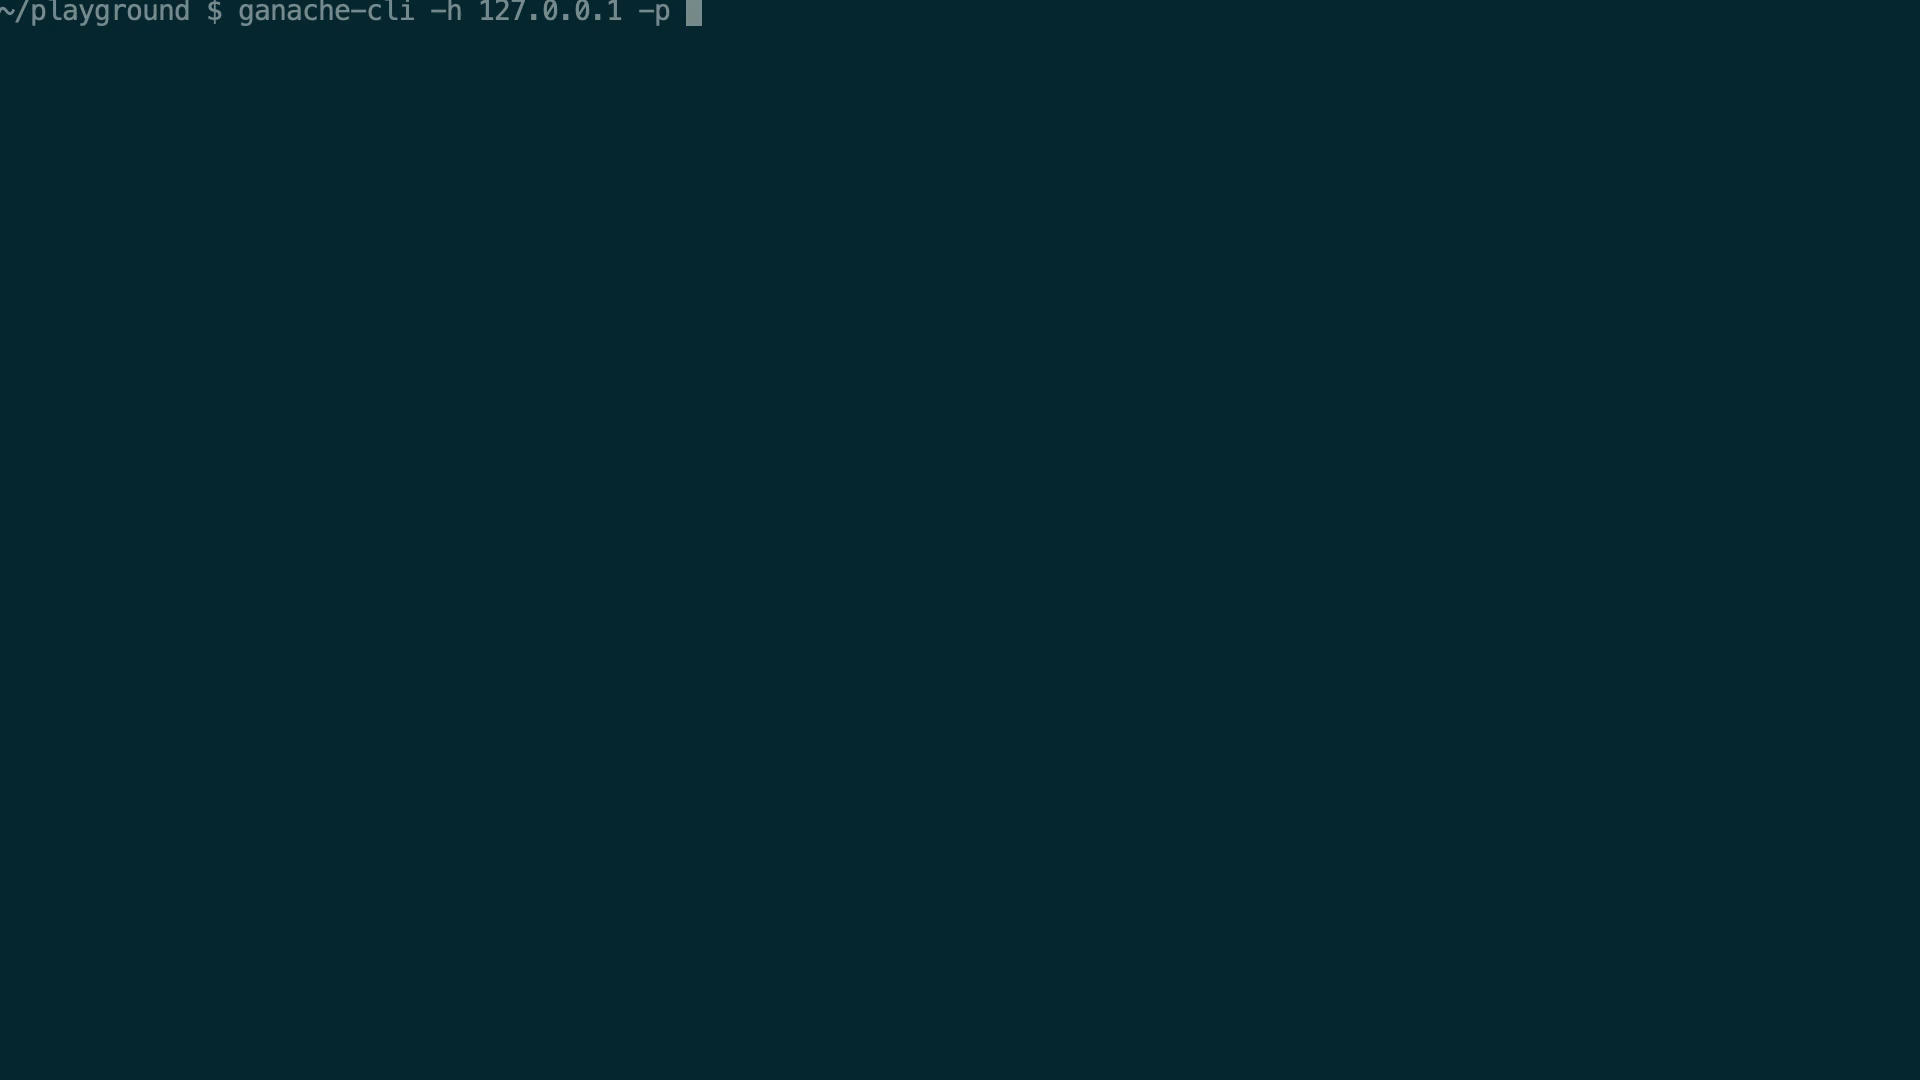 ~/playground $ ganache-cli -h 127.0.0.1 -p